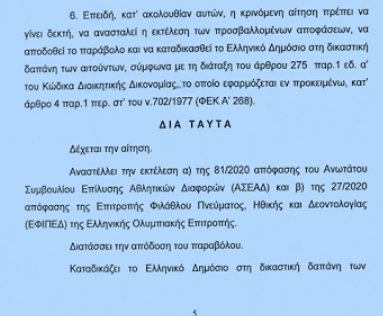 6. Επειδή, κατ' ακολουθίαν αυτών, η κρινόμενη αίτηση πρέπει να
γίνει δεκτή, να ανασταλεί η εκτέλεση των προσβαλλομένων αποφάσεων, να
αποδοθεί το παράβολο και να καταδικασθεί το Ελληνικό Δημόσιο στη δικαστική
δαπάνη των αιτούντων, σύμφωνα με τη διάταξη του άρθρου 275 παρ.1 εδ. α'
του Κώδικα Διοικητικής Δικονομίας, το οποίο εφαρμόζεται εν προκειμένω, κατ'
άρθρο 4 παρ.1 περ. στ' του ν.702/1977 (ΦΕΚ Α' 268).
ΔΙΑ ΤΑΥΤΑ
Δέχεται την αίτηση.
Αναστέλλει την εκτέλεση α) της 81/2020 απόφασης του Ανωτάτου
Συμβουλίου Επίλυσης Αθλητικών Διαφορών (ΑΣΕΑΔ) και β) της 27/2020
απόφασης της Επιτροπής Φιλάθλου Πνεύματος, Ηθικής και Δεοντολογίας
(ΕΦΙΠΕΔ) της Ελληνικής Ολυμπιακής Επιτροπής.
Διατάσσει την απόδοση του παραβόλου.
Καταδικάζει το Ελληνικό Δημόσιο στη δικαστική δαπάνη των
5